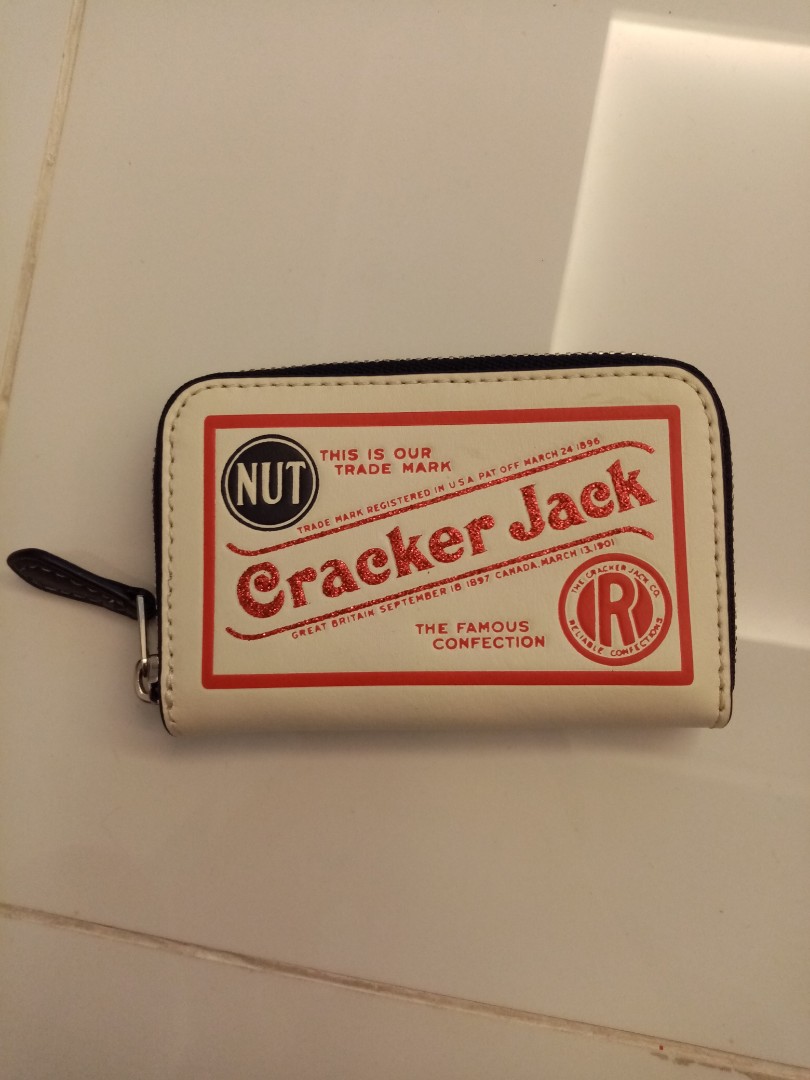 NUT
THIS IS OUR
TRADE MARK
TRADE MARK REGISTERED IN U.S.A. PAT. OFF. MARCH 24 1896
Cracker Jack
GREAT BRITAIN SEPTEMBER 18 1897 CANADA, MARCH 13, 1901
THE FAMOUS
CONFECTION
THE CRACKER JACK CO.
R
RELIABLE CONFECTIONS